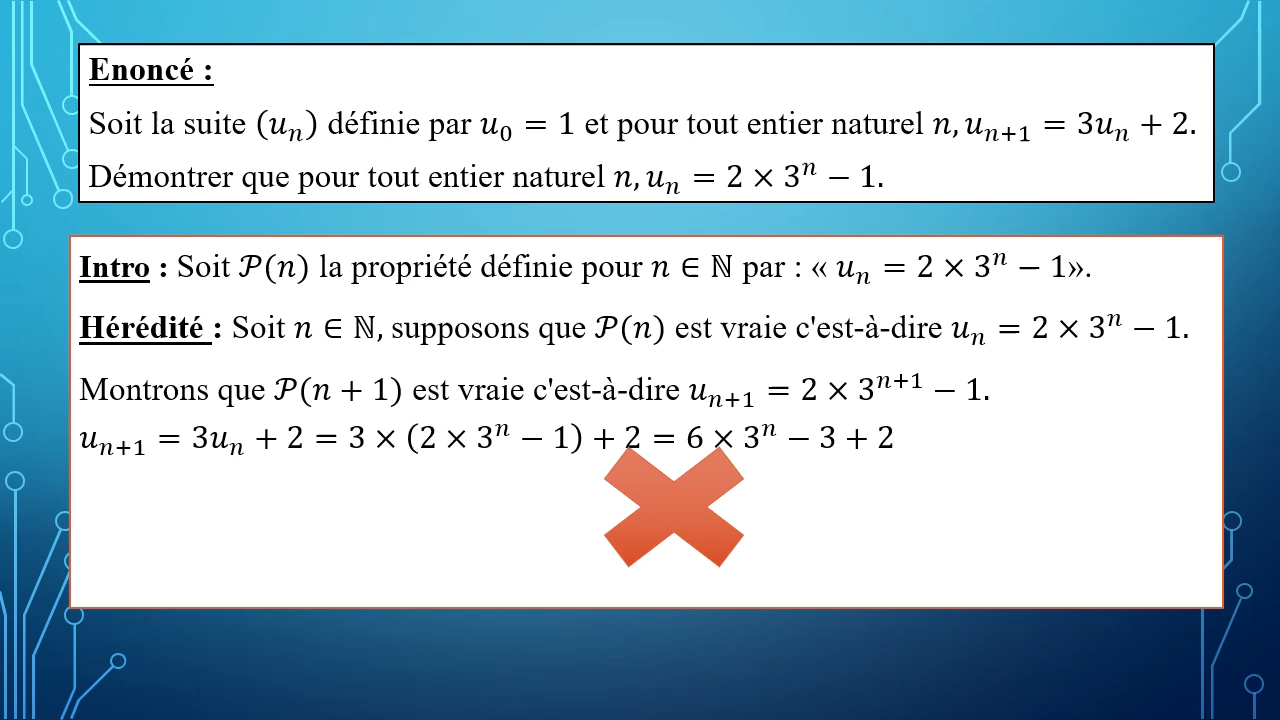 Enoncé :
Soit la suite (uₙ) définie par u₀ = 1 et pour tout entier naturel n, uₙ₊₁ = 3uₙ + 2.
Démontrer que pour tout entier naturel n, uₙ = 2 × 3ⁿ − 1.
Intro : Soit 𝒫(n) la propriété définie pour n ∈ ℕ par : « uₙ = 2 × 3ⁿ − 1».
Hérédité : Soit n ∈ ℕ, supposons que 𝒫(n) est vraie c'est-à-dire uₙ = 2 × 3ⁿ − 1.
Montrons que 𝒫(n + 1) est vraie c'est-à-dire uₙ₊₁ = 2 × 3ⁿ⁺¹ − 1.
uₙ₊₁ = 3uₙ + 2 = 3 × (2 × 3ⁿ − 1) + 2 = 6 × 3ⁿ − 3 + 2